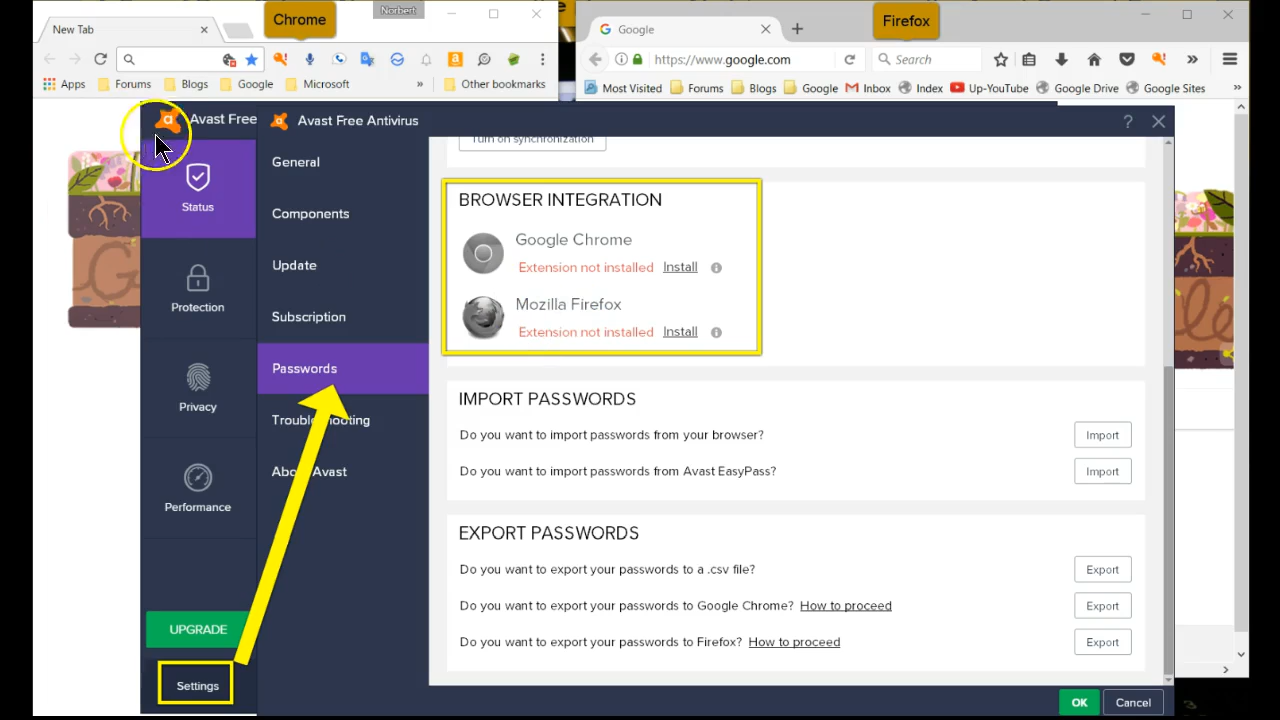 Chrome
Norbert
Firefox
New Tab
Google
https://www.google.com
Search
Apps
Forums
Blogs
Google
Microsoft
»
Other bookmarks
Most Visited
Forums
Blogs
Google
Inbox
Index
Up-YouTube
Google Drive
Google Sites
»
Avast Free
Avast Free Antivirus
?
Status
Protection
Privacy
Performance
UPGRADE
Settings
General
Components
Update
Subscription
Passwords
Troubleshooting
About Avast
Turn on synchronization
BROWSER INTEGRATION
Google Chrome
Extension not installed Install
Mozilla Firefox
Extension not installed Install
IMPORT PASSWORDS
Do you want to import passwords from your browser? Import
Do you want to import passwords from Avast EasyPass? Import
EXPORT PASSWORDS
Do you want to export your passwords to a .csv file? Export
Do you want to export your passwords to Google Chrome? How to proceed Export
Do you want to export your passwords to Firefox? How to proceed Export
OK Cancel